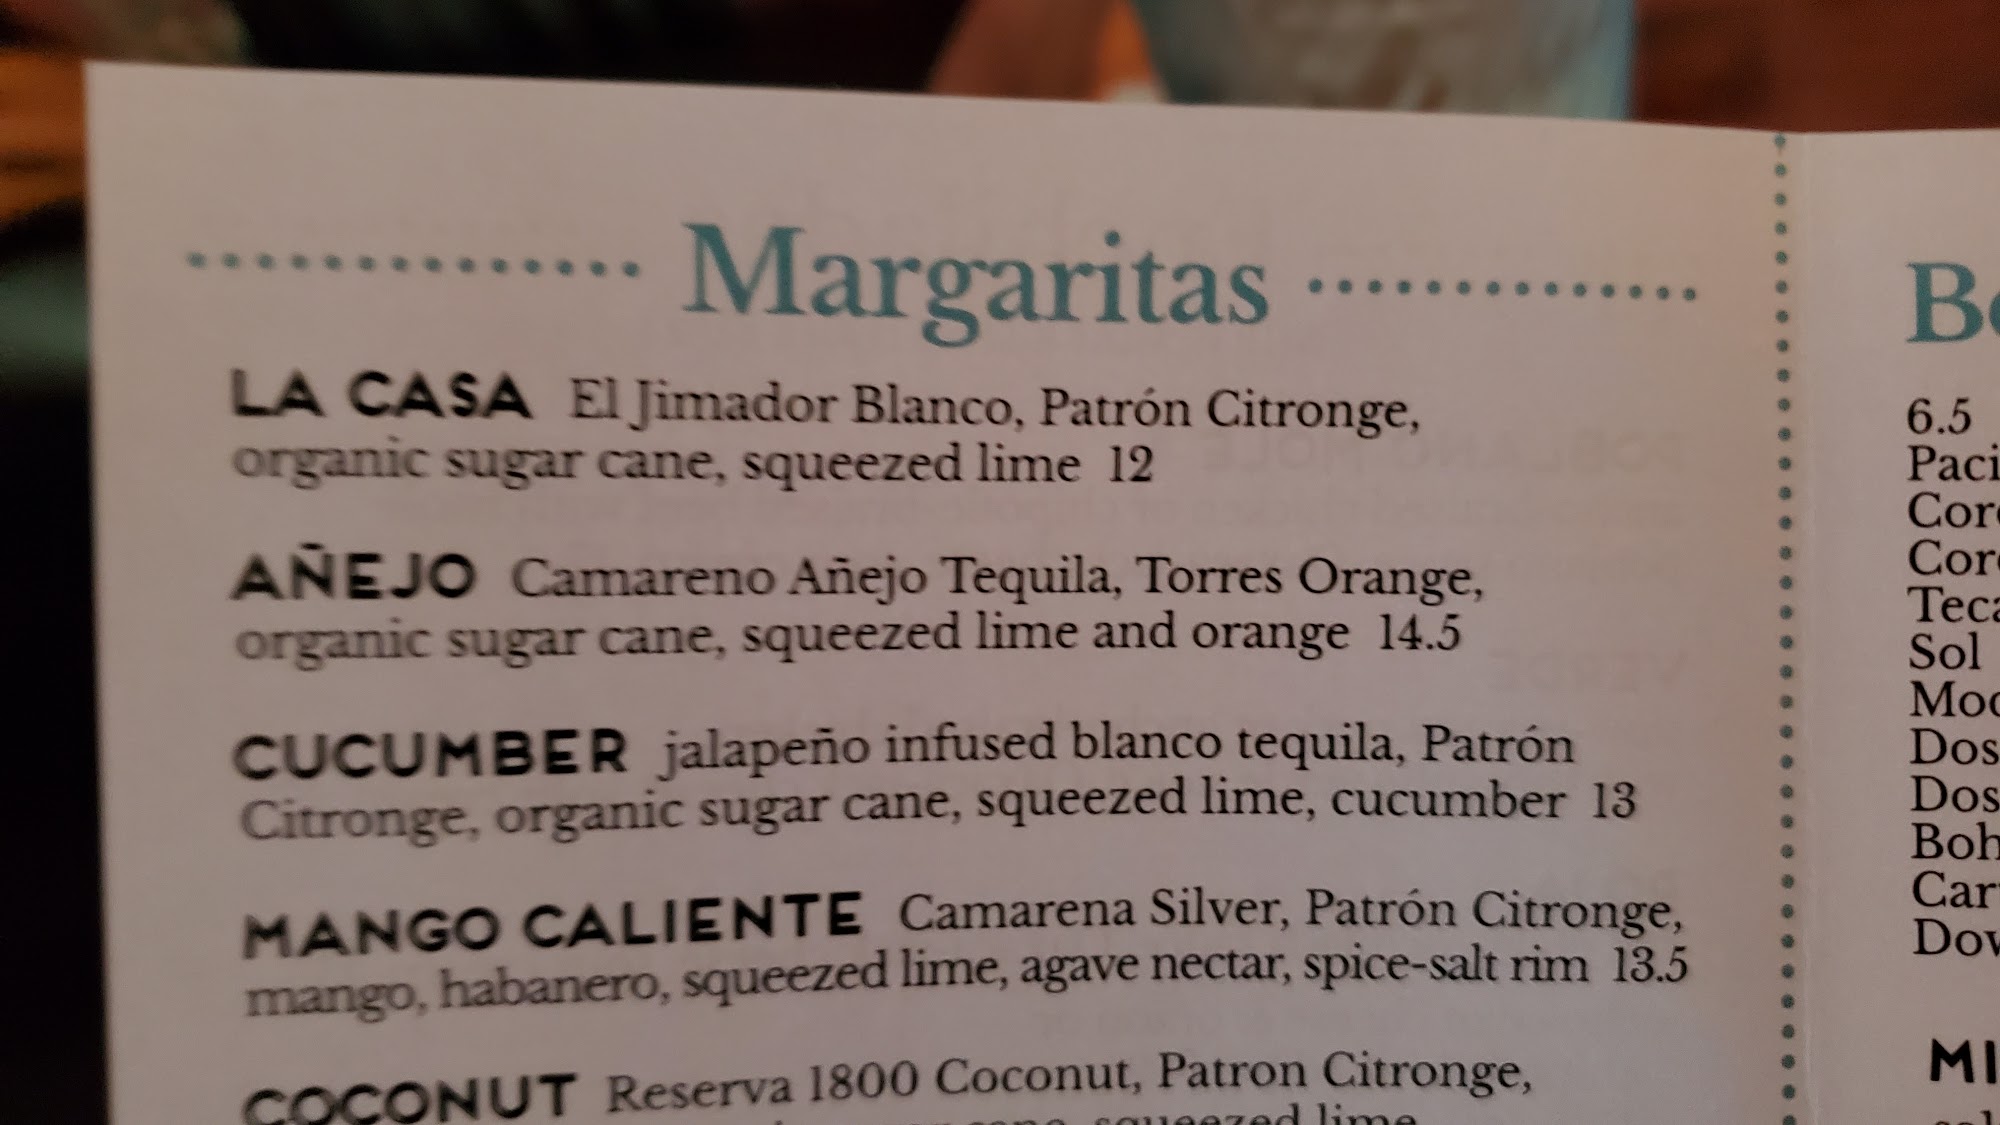 Margaritas
LA CASA El Jimador Blanco, Patrón Citronge,
organic sugar cane, squeezed lime 12
AÑEJO Camareno Añejo Tequila, Torres Orange,
organic sugar cane, squeezed lime and orange 14.5
CUCUMBER jalapeño infused blanco tequila, Patrón
Citronge, organic sugar cane, squeezed lime, cucumber 13
MANGO CALIENTE Camarena Silver, Patrón Citronge,
mango, habanero, squeezed lime, agave nectar, spice-salt rim 13.5
COCONUT Reserva 1800 Coconut, Patron Citronge,
squeezed lime
6.5
Sol